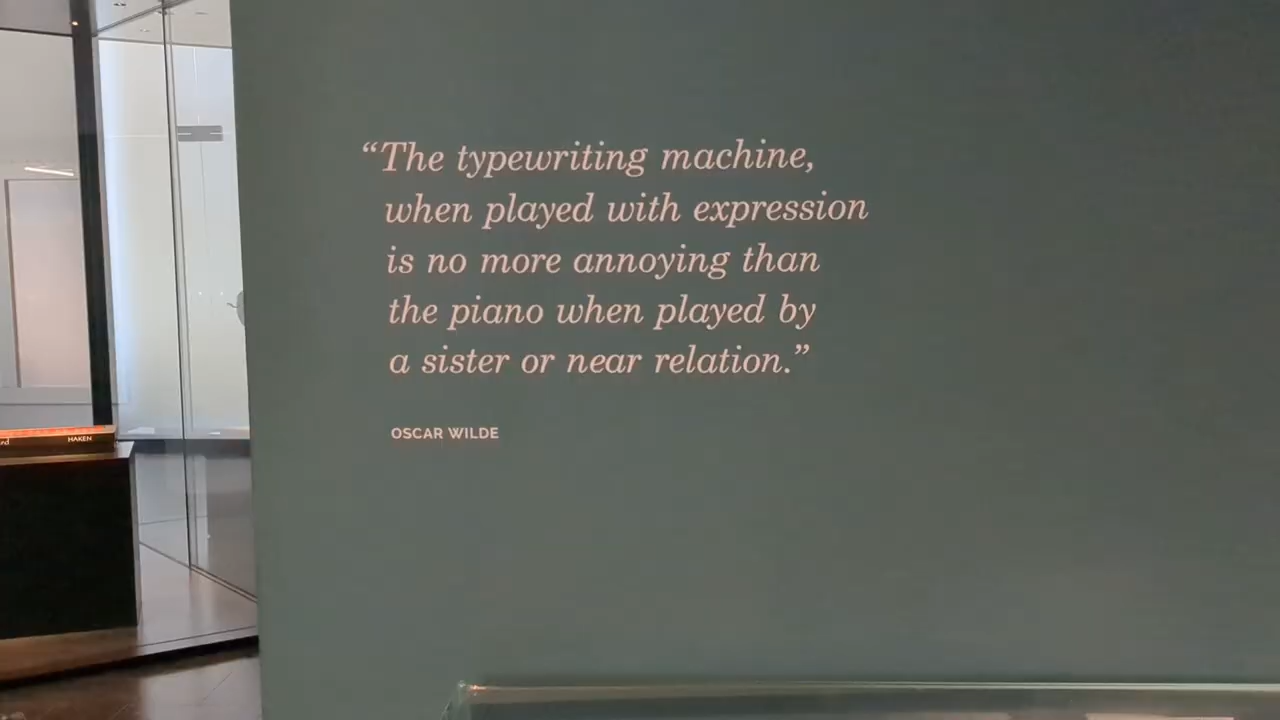 “The typewriting machine,
when played with expression
is no more annoying than
the piano when played by
a sister or near relation.”
OSCAR WILDE
HAKEN